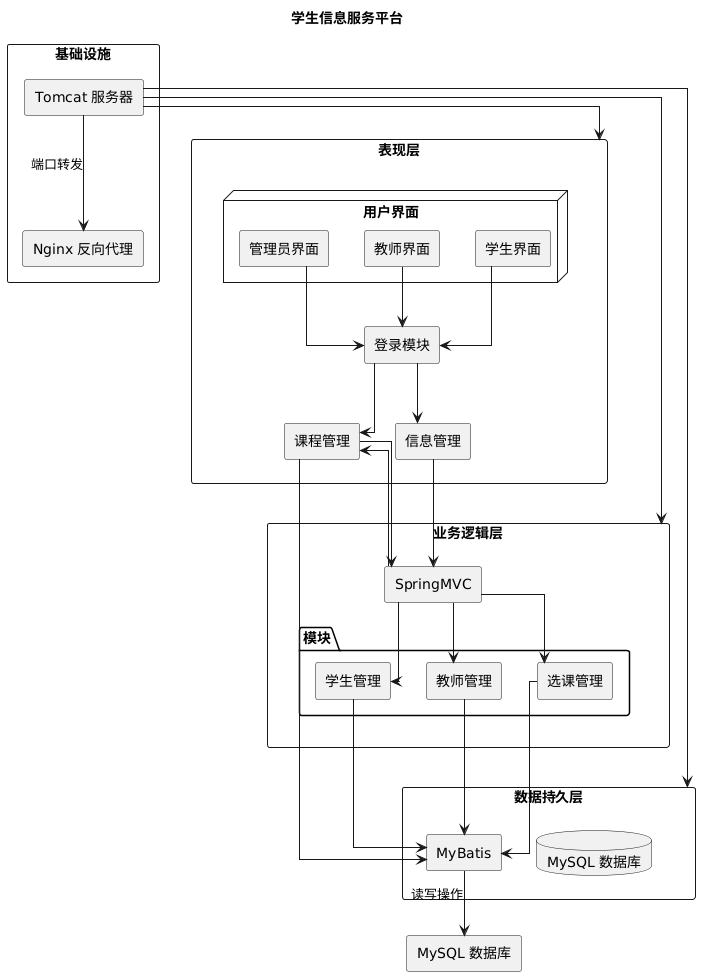 学生信息服务平台
基础设施
Tomcat 服务器
端口转发
Nginx 反向代理
表现层
用户界面
管理员界面
教师界面
学生界面
登录模块
课程管理
信息管理
业务逻辑层
SpringMVC
模块
学生管理
教师管理
选课管理
数据持久层
MyBatis
MySQL 数据库
读写操作
MySQL 数据库